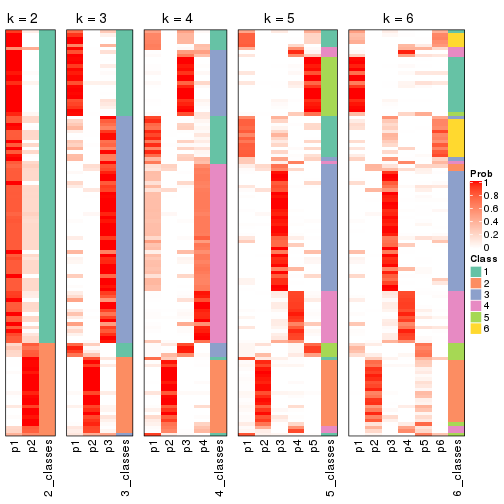 k = 2
k = 3
k = 4
k = 5
k = 6
Prob
1
0.8
0.6
0.4
0.2
0
Class
1
2
3
4
5
6
p1
p2
2_classes
p1
p2
p3
3_classes
p1
p2
p3
p4
4_classes
p1
p2
p3
p4
p5
5_classes
p1
p2
p3
p4
p5
p6
6_classes